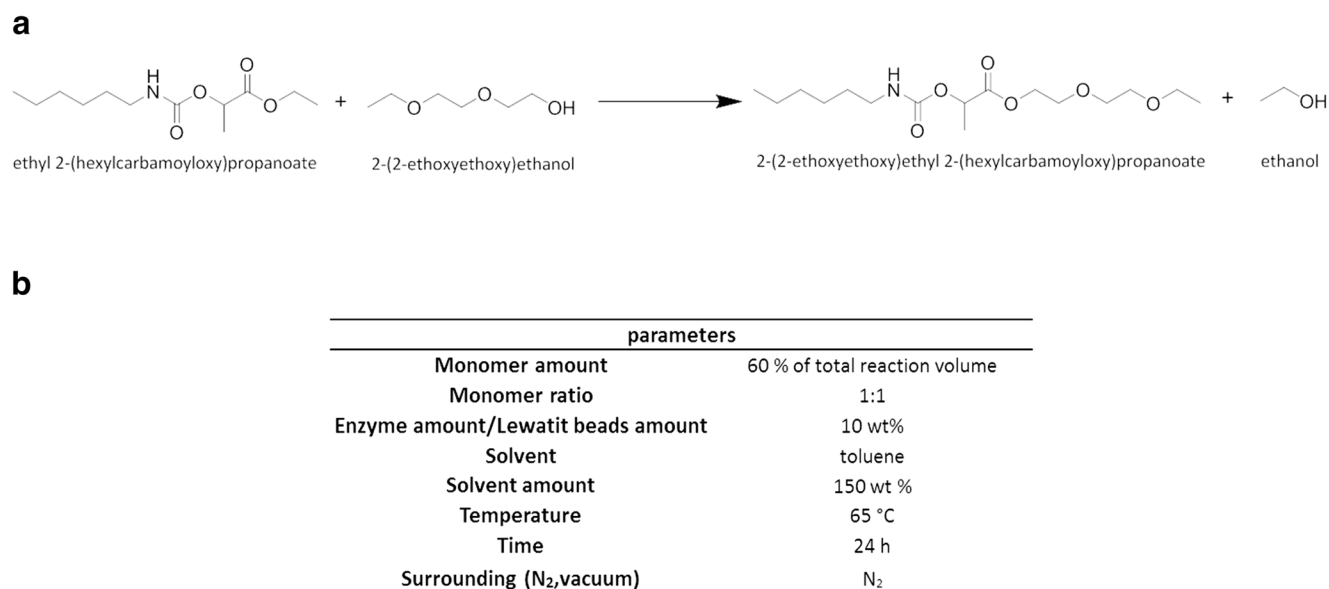 a
H
N
O
O
O
O
+
O
O
OH
H
N
O
O
O
O
O
O
+
OH
ethyl 2-(hexylcarbamoyloxy)propanoate
2-(2-ethoxyethoxy)ethanol
2-(2-ethoxyethoxy)ethyl 2-(hexylcarbamoyloxy)propanoate
ethanol
b
parameters
Monomer amount 60 % of total reaction volume
Monomer ratio 1:1
Enzyme amount/Lewatit beads amount 10 wt%
Solvent toluene
Solvent amount 150 wt %
Temperature 65 °C
Time 24 h
Surrounding (N₂,vacuum) N₂